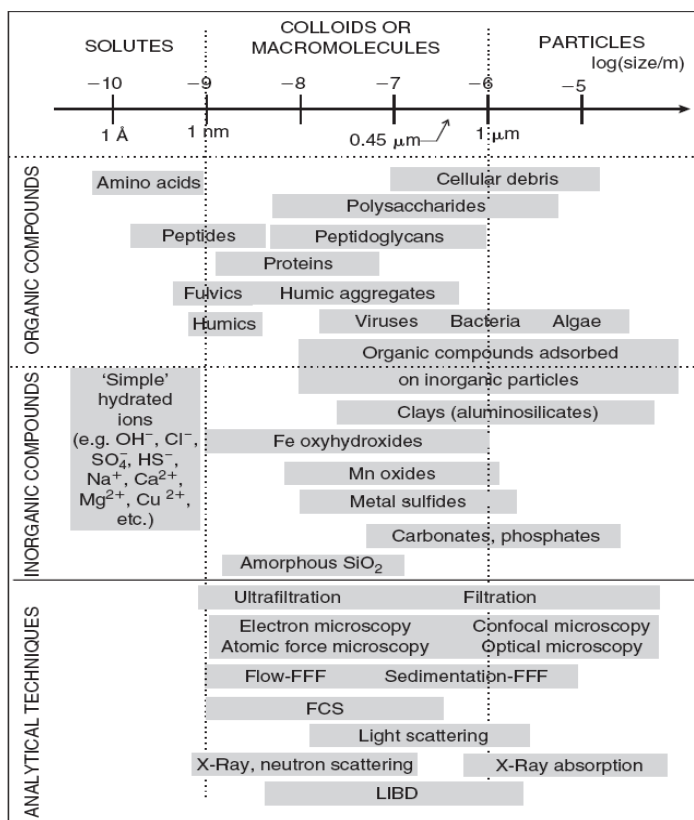 COLLOIDS OR
SOLUTES MACROMOLECULES PARTICLES
log(size/m)
−10 −9 −8 −7 −6 −5
1 Å 1 nm 0.45 µm 1 µm
ORGANIC COMPOUNDS
Amino acids Cellular debris
Polysaccharides
Peptides Peptidoglycans
Proteins
Fulvics Humic aggregates
Humics Viruses Bacteria Algae
Organic compounds adsorbed
on inorganic particles
INORGANIC COMPOUNDS
‘Simple’
hydrated
ions
(e.g. OH−, Cl−,
SO4−, HS−,
Na+, Ca2+,
Mg2+, Cu 2+,
etc.)
Clays (aluminosilicates)
Fe oxyhydroxides
Mn oxides
Metal sulfides
Carbonates, phosphates
Amorphous SiO2
ANALYTICAL TECHNIQUES
Ultrafiltration Filtration
Electron microscopy Confocal microscopy
Atomic force microscopy Optical microscopy
Flow-FFF Sedimentation-FFF
FCS
Light scattering
X-Ray, neutron scattering X-Ray absorption
LIBD